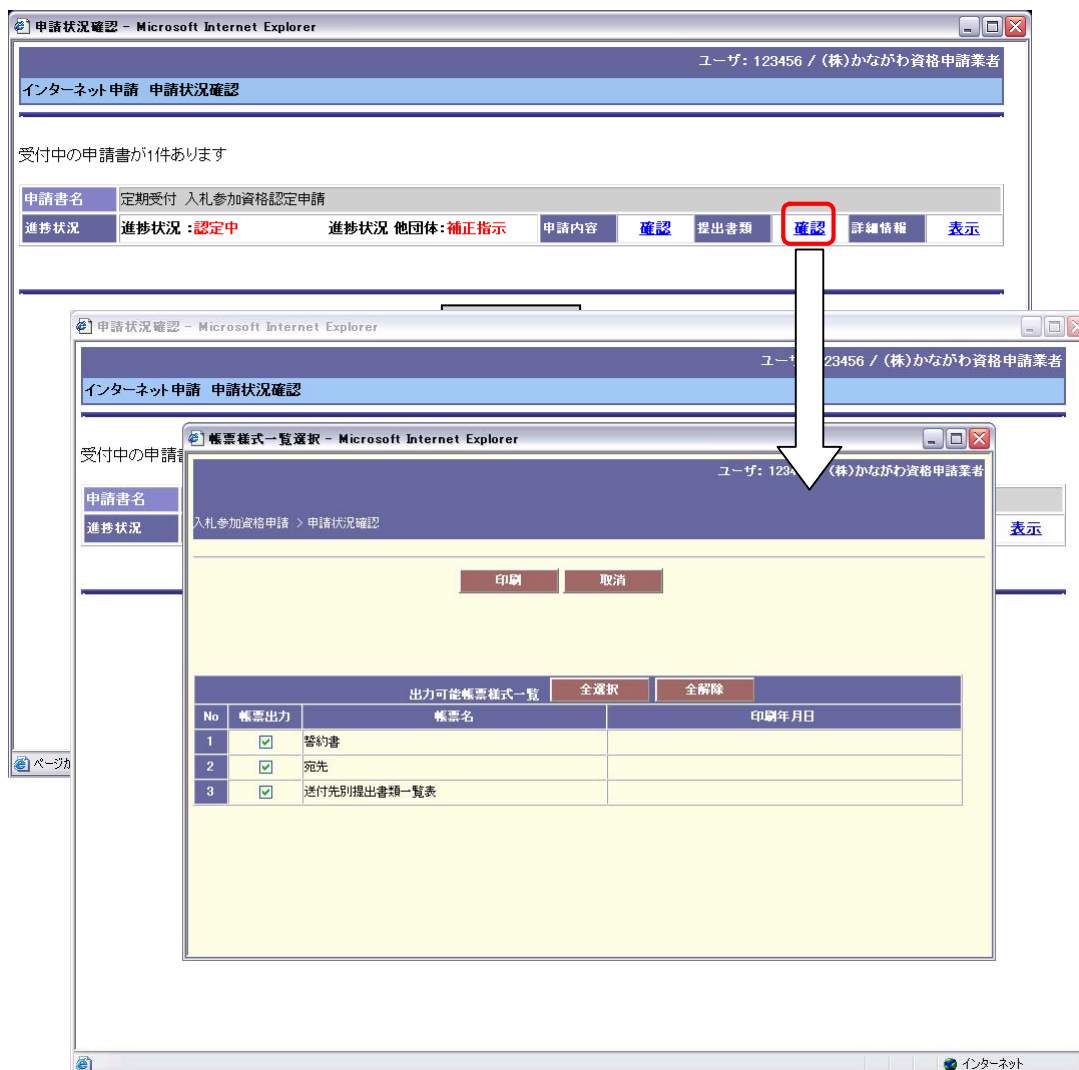 申請状況確認 - Microsoft Internet Explorer
ユーザ: 123456 / (株)かながわ資格申請業者
インターネット申請 申請状況確認
受付中の申請書が1件あります
申請書名 定期受付 入札参加資格認定申請
進捗状況 進捗状況 :認定中 進捗状況 他団体:補正指示 申請内容 確認 提出書類 確認 詳細情報 表示
申請状況確認 - Microsoft Internet Explorer
23456 / (株)かながわ資格申請業者
インターネット申請 申請状況確認
受付中の申請
帳票様式一覧選択 - Microsoft Internet Explorer
ユーザ: 123 (株)かながわ資格申請業者
申請書名
進捗状況 表示
入札参加資格申請 > 申請状況確認
印刷 取消
出力可能帳票様式一覧 全選択 全解除
No 帳票出力 帳票名 印刷年月日
1 誓約書
2 宛先
3 送付先別提出書類一覧表
ページ
インターネット